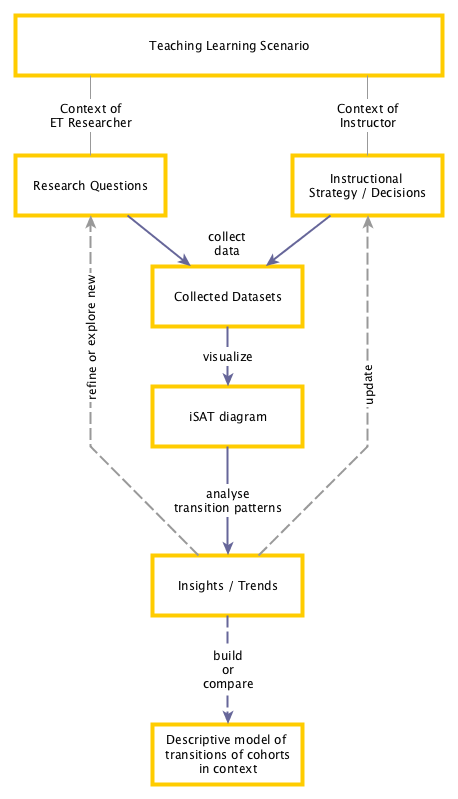 Teaching Learning Scenario
Context of
ET Researcher
Context of
Instructor
Research Questions
Instructional
Strategy / Decisions
collect
data
Collected Datasets
refine or explore new
visualize
update
iSAT diagram
analyse
transition patterns
Insights / Trends
build
or
compare
Descriptive model of
transitions of cohorts
in context